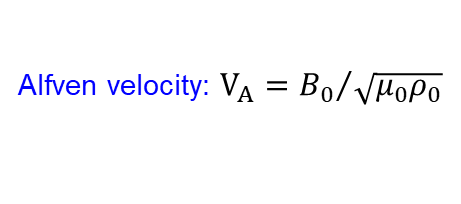 Alfven velocity: V_A = B_0/√μ_0ρ_0